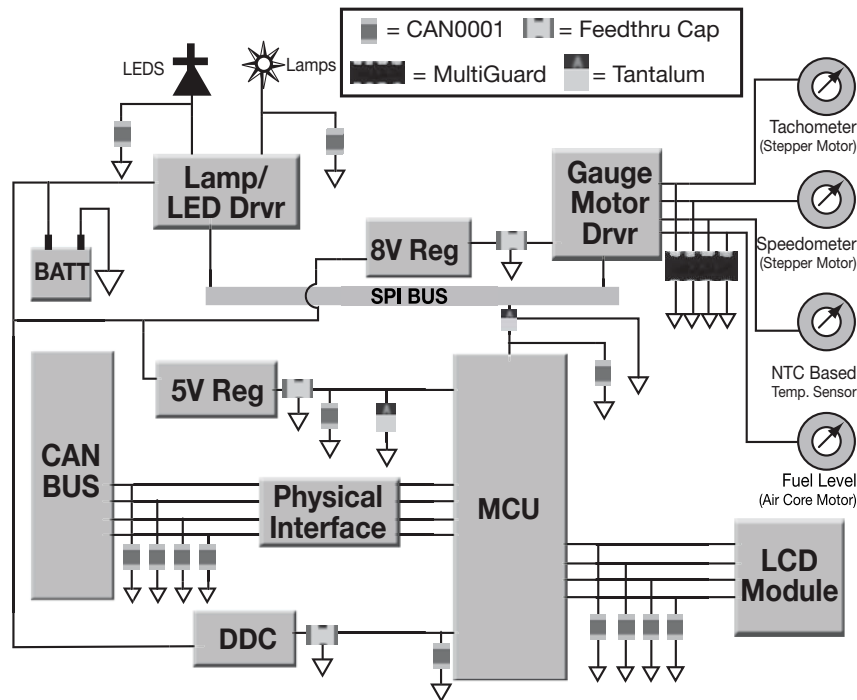 = CAN0001
= Feedthru Cap
= MultiGuard
= Tantalum
LEDS
Lamps
Tachometer
(Stepper Motor)
Lamp/
LED Drvr
Gauge
Motor
Drvr
8V Reg
BATT
Speedometer
(Stepper Motor)
SPI BUS
5V Reg
NTC Based
Temp. Sensor
CAN
BUS
Physical
Interface
MCU
Fuel Level
(Air Core Motor)
LCD
Module
DDC